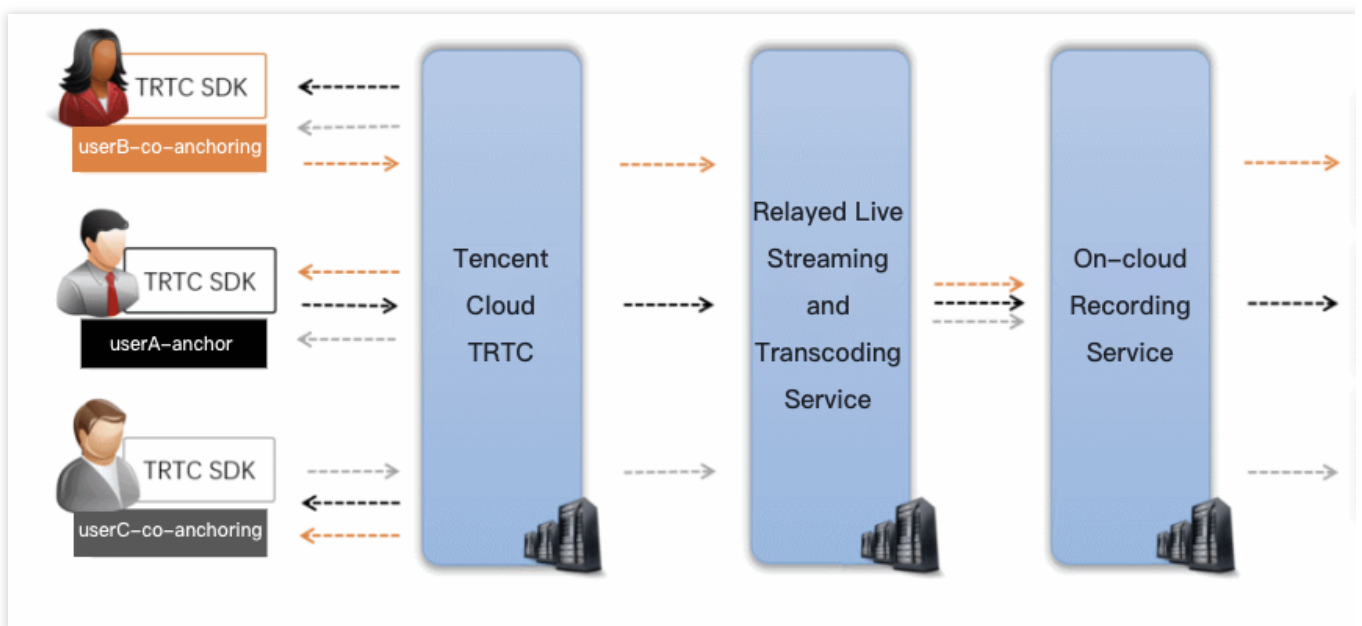 TRTC SDK
userB-co-anchoring
TRTC SDK
userA-anchor
TRTC SDK
userC-co-anchoring
Tencent
Cloud
TRTC
Relayed Live
Streaming
and
Transcoding
Service
On-cloud
Recording
Service